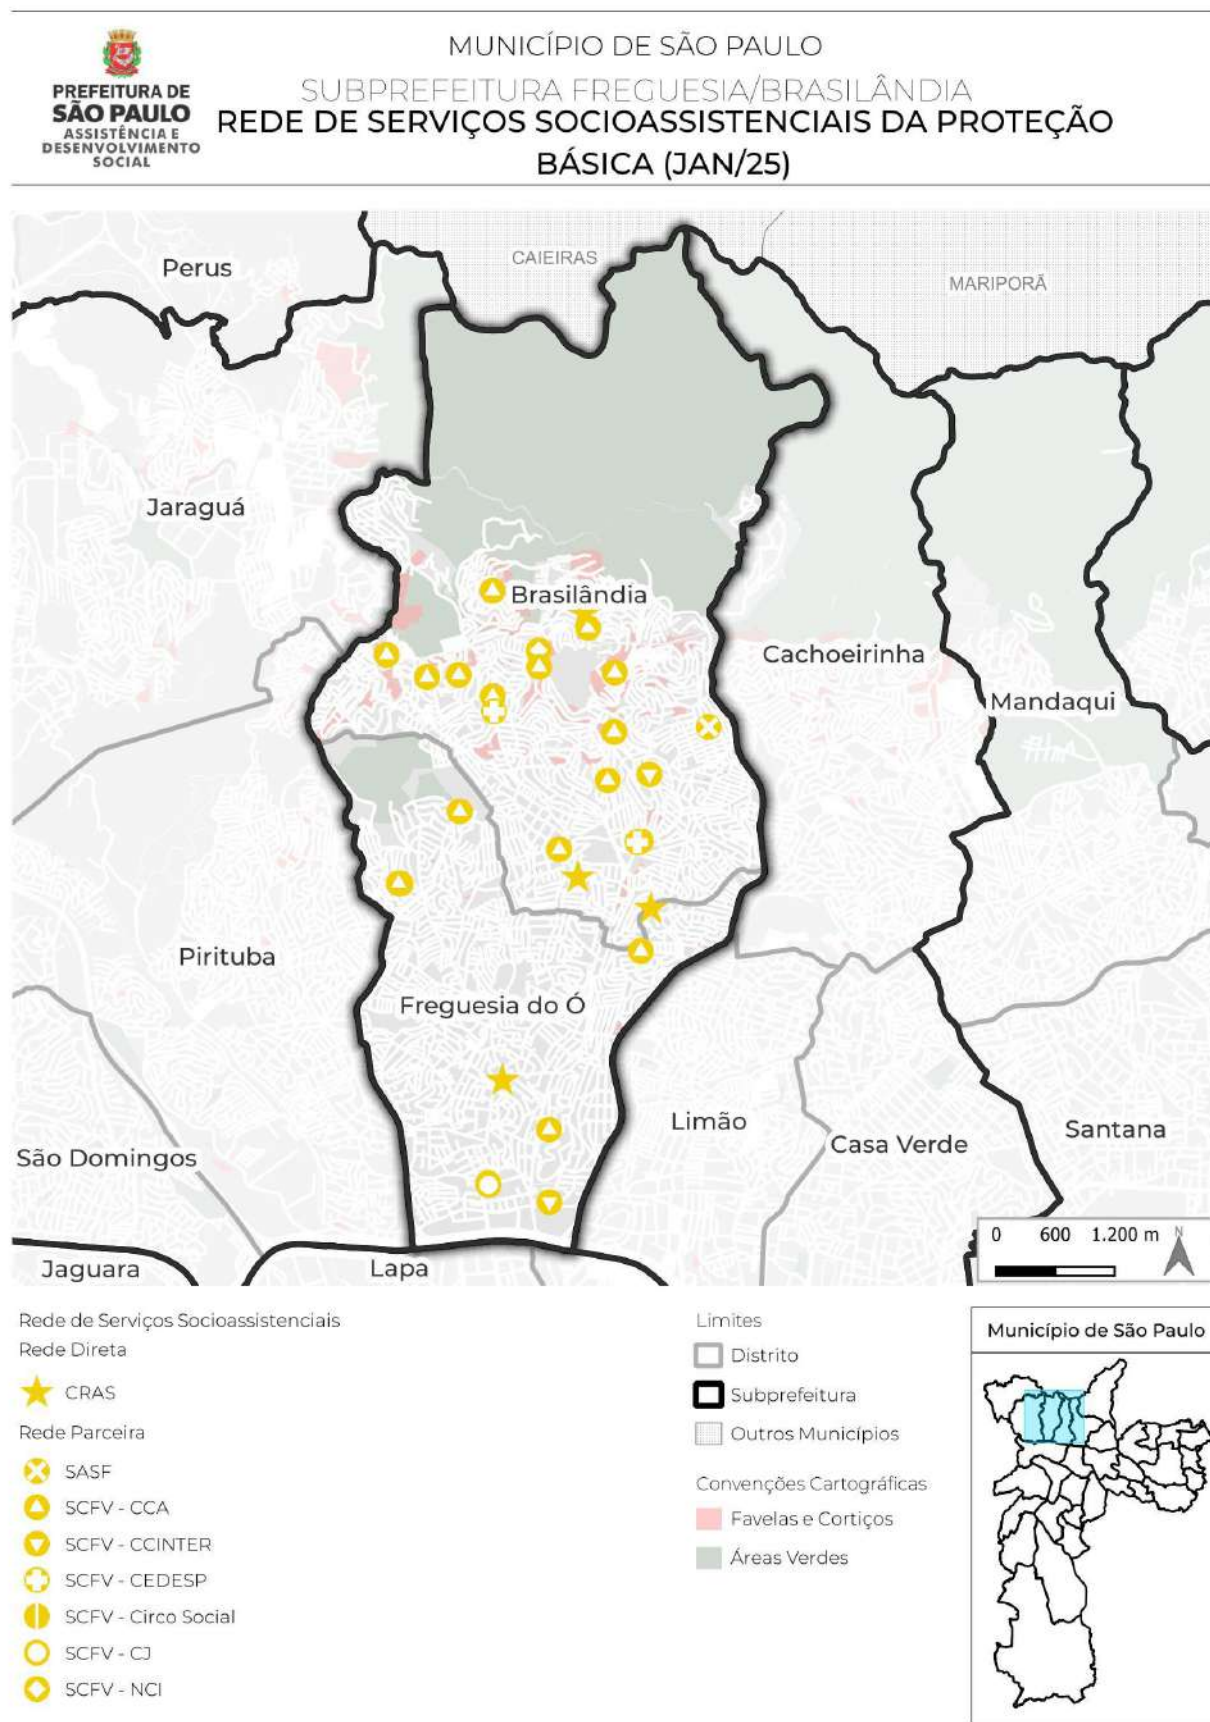 PREFEITURA DE
SÃO PAULO
ASSISTÊNCIA E
DESENVOLVIMENTO
SOCIAL
MUNICÍPIO DE SÃO PAULO
SUBPREFEITURA FREGUESIA/BRASILÂNDIA
REDE DE SERVIÇOS SOCIOASSISTENCIAIS DA PROTEÇÃO
BÁSICA (JAN/25)
Perus
CAIEIRAS
MARIPORÃ
Jaraguá
Brasilândia
Cachoeirinha
Mandaqui
Pirituba
Freguesia do Ó
Limão
Casa Verde
Santana
São Domingos
Jaguara
Lapa
0 600 1.200 m
N
Rede de Serviços Socioassistenciais
Rede Direta
CRAS
Rede Parceira
SASF
SCFV - CCA
SCFV - CCINTER
SCFV - CEDESP
SCFV - Circo Social
SCFV - CJ
SCFV - NCI
Limites
Distrito
Subprefeitura
Outros Municípios
Convenções Cartográficas
Favelas e Cortiços
Áreas Verdes
Município de São Paulo